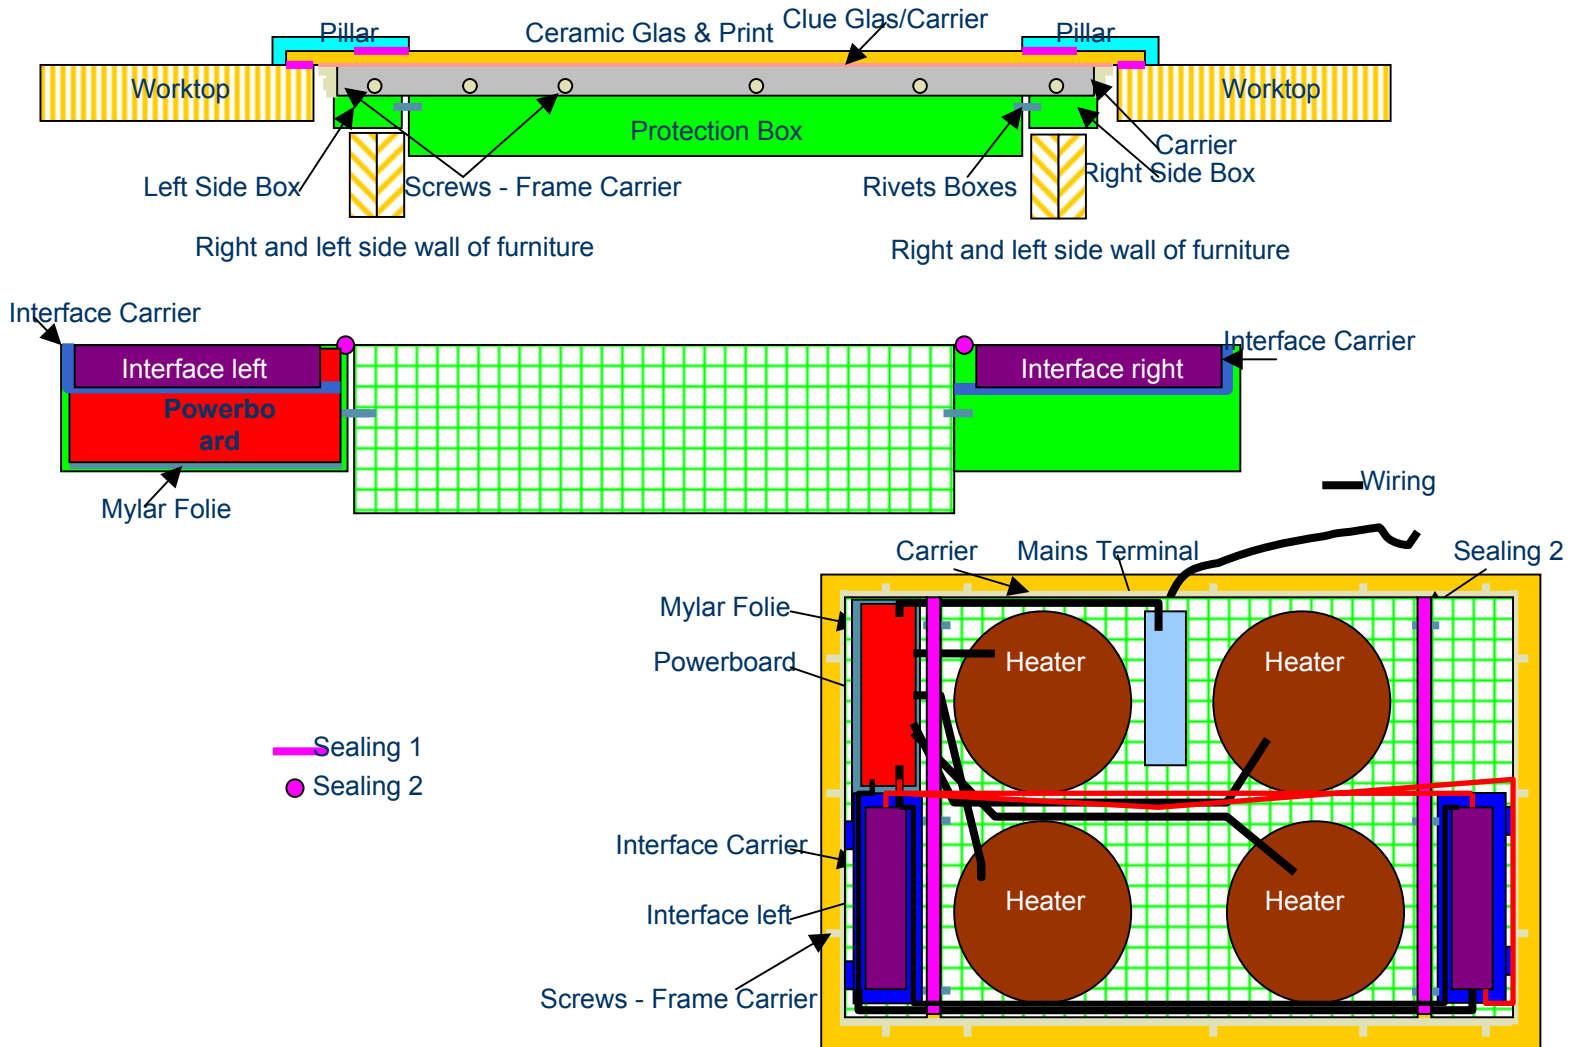 Pillar
Ceramic Glas & Print
Clue Glas/Carrier
Pillar
Worktop
Worktop
Protection Box
Carrier
Left Side Box
Screws - Frame Carrier
Rivets Boxes
Right Side Box
Right and left side wall of furniture
Right and left side wall of furniture
Interface Carrier
Interface Carrier
Interface left
Interface right
Powerbo
ard
Mylar Folie
Wiring
Carrier
Mains Terminal
Sealing 2
Mylar Folie
Powerboard
Heater
Heater
Sealing 1
Sealing 2
Interface Carrier
Interface left
Heater
Heater
Screws - Frame Carrier